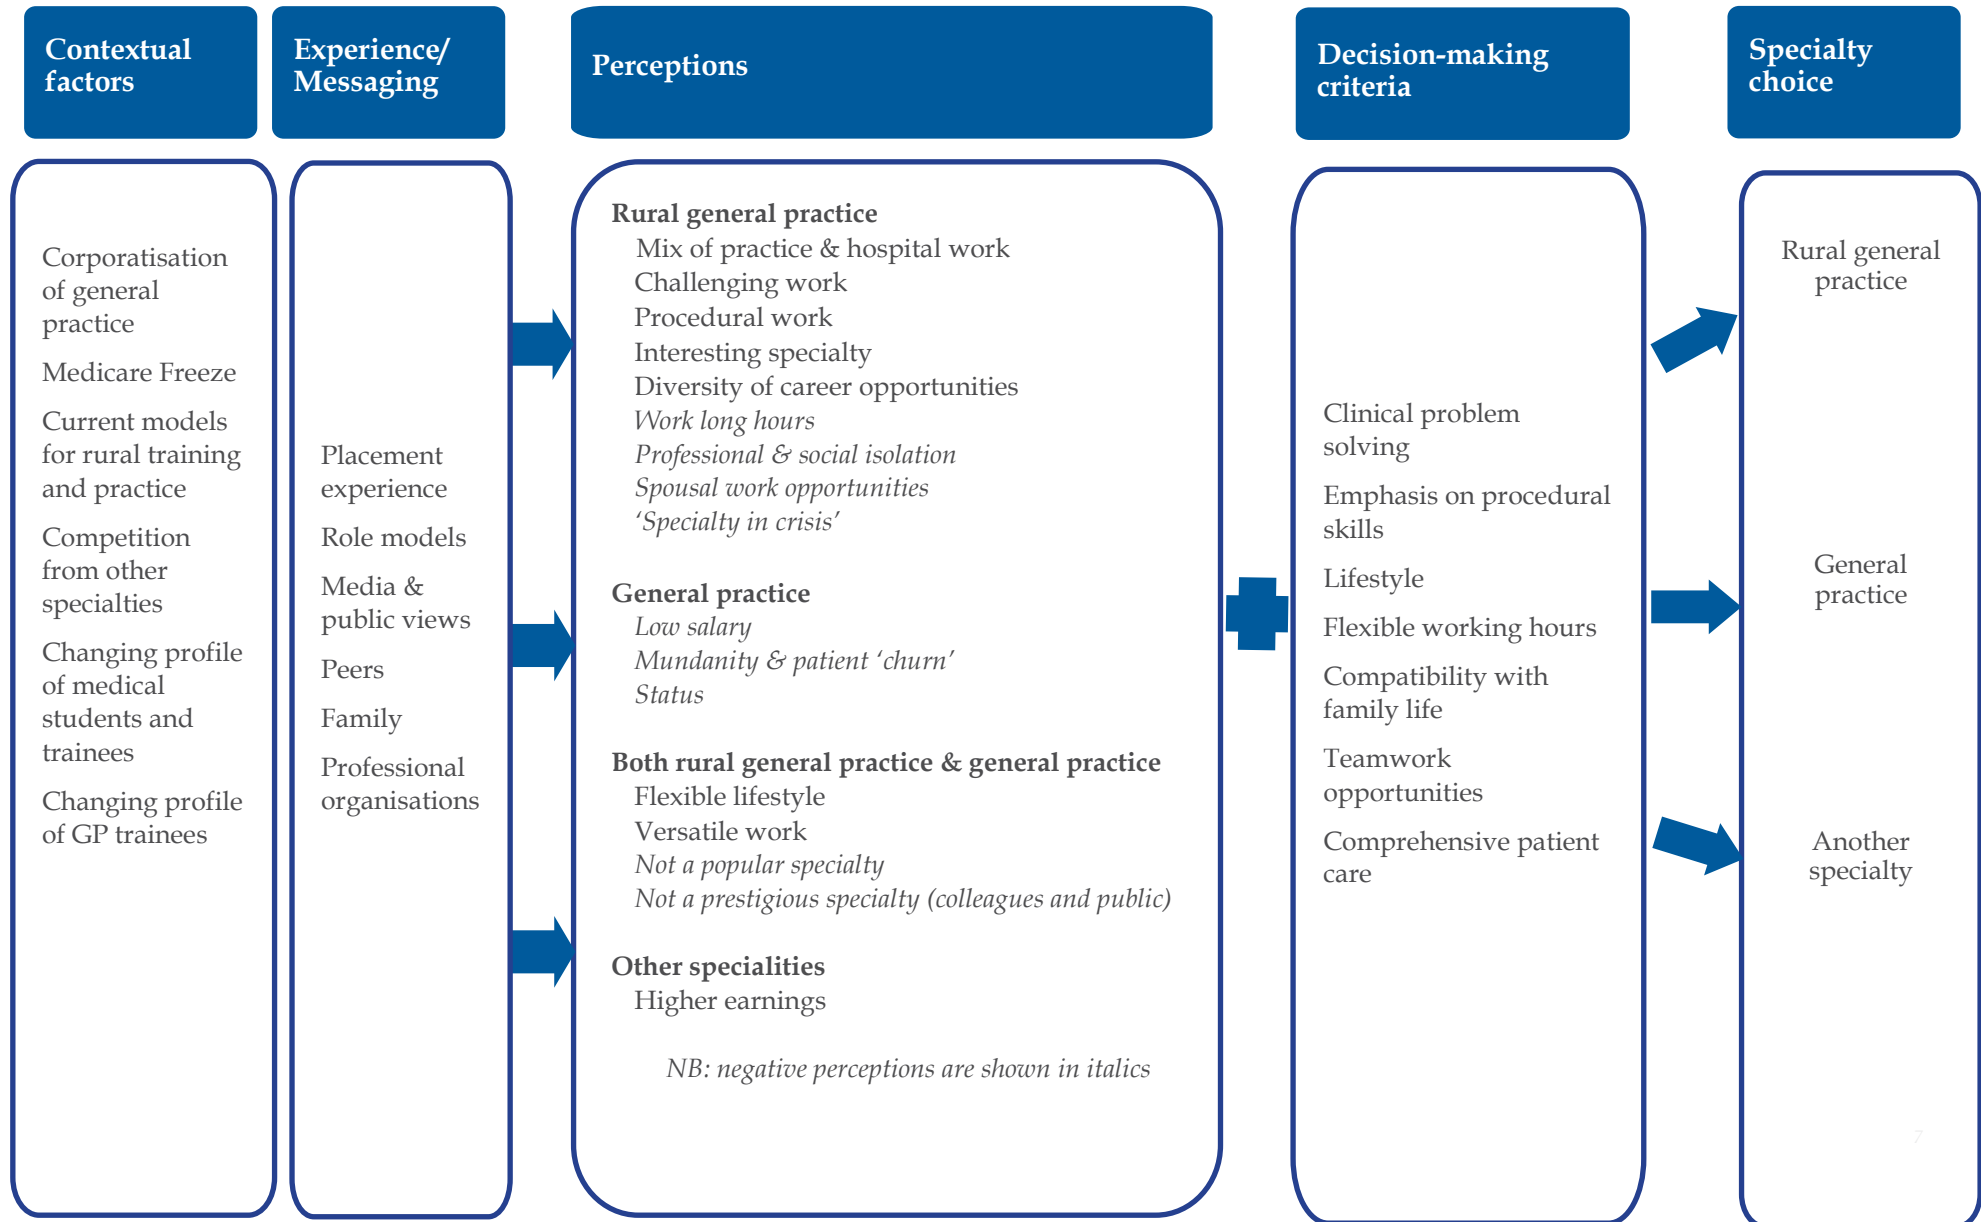 Contextual
factors
Experience/
Messaging
Perceptions
Decision-making
criteria
Specialty
choice
Corporatisation
of general
practice
Medicare Freeze
Current models
for rural training
and practice
Competition
from other
specialties
Changing profile
of medical
students and
trainees
Changing profile
of GP trainees
Placement
experience
Role models
Media &
public views
Peers
Family
Professional
organisations
Rural general practice
Mix of practice & hospital work
Challenging work
Procedural work
Interesting specialty
Diversity of career opportunities
Work long hours
Professional & social isolation
Spousal work opportunities
‘Specialty in crisis’
General practice
Low salary
Mundanity & patient ‘churn’
Status
Both rural general practice & general practice
Flexible lifestyle
Versatile work
Not a popular specialty
Not a prestigious specialty (colleagues and public)
Other specialities
Higher earnings
NB: negative perceptions are shown in italics
Clinical problem
solving
Emphasis on procedural
skills
Lifestyle
Flexible working hours
Compatibility with
family life
Teamwork
opportunities
Comprehensive patient
care
Rural general
practice
General
practice
Another
specialty
7